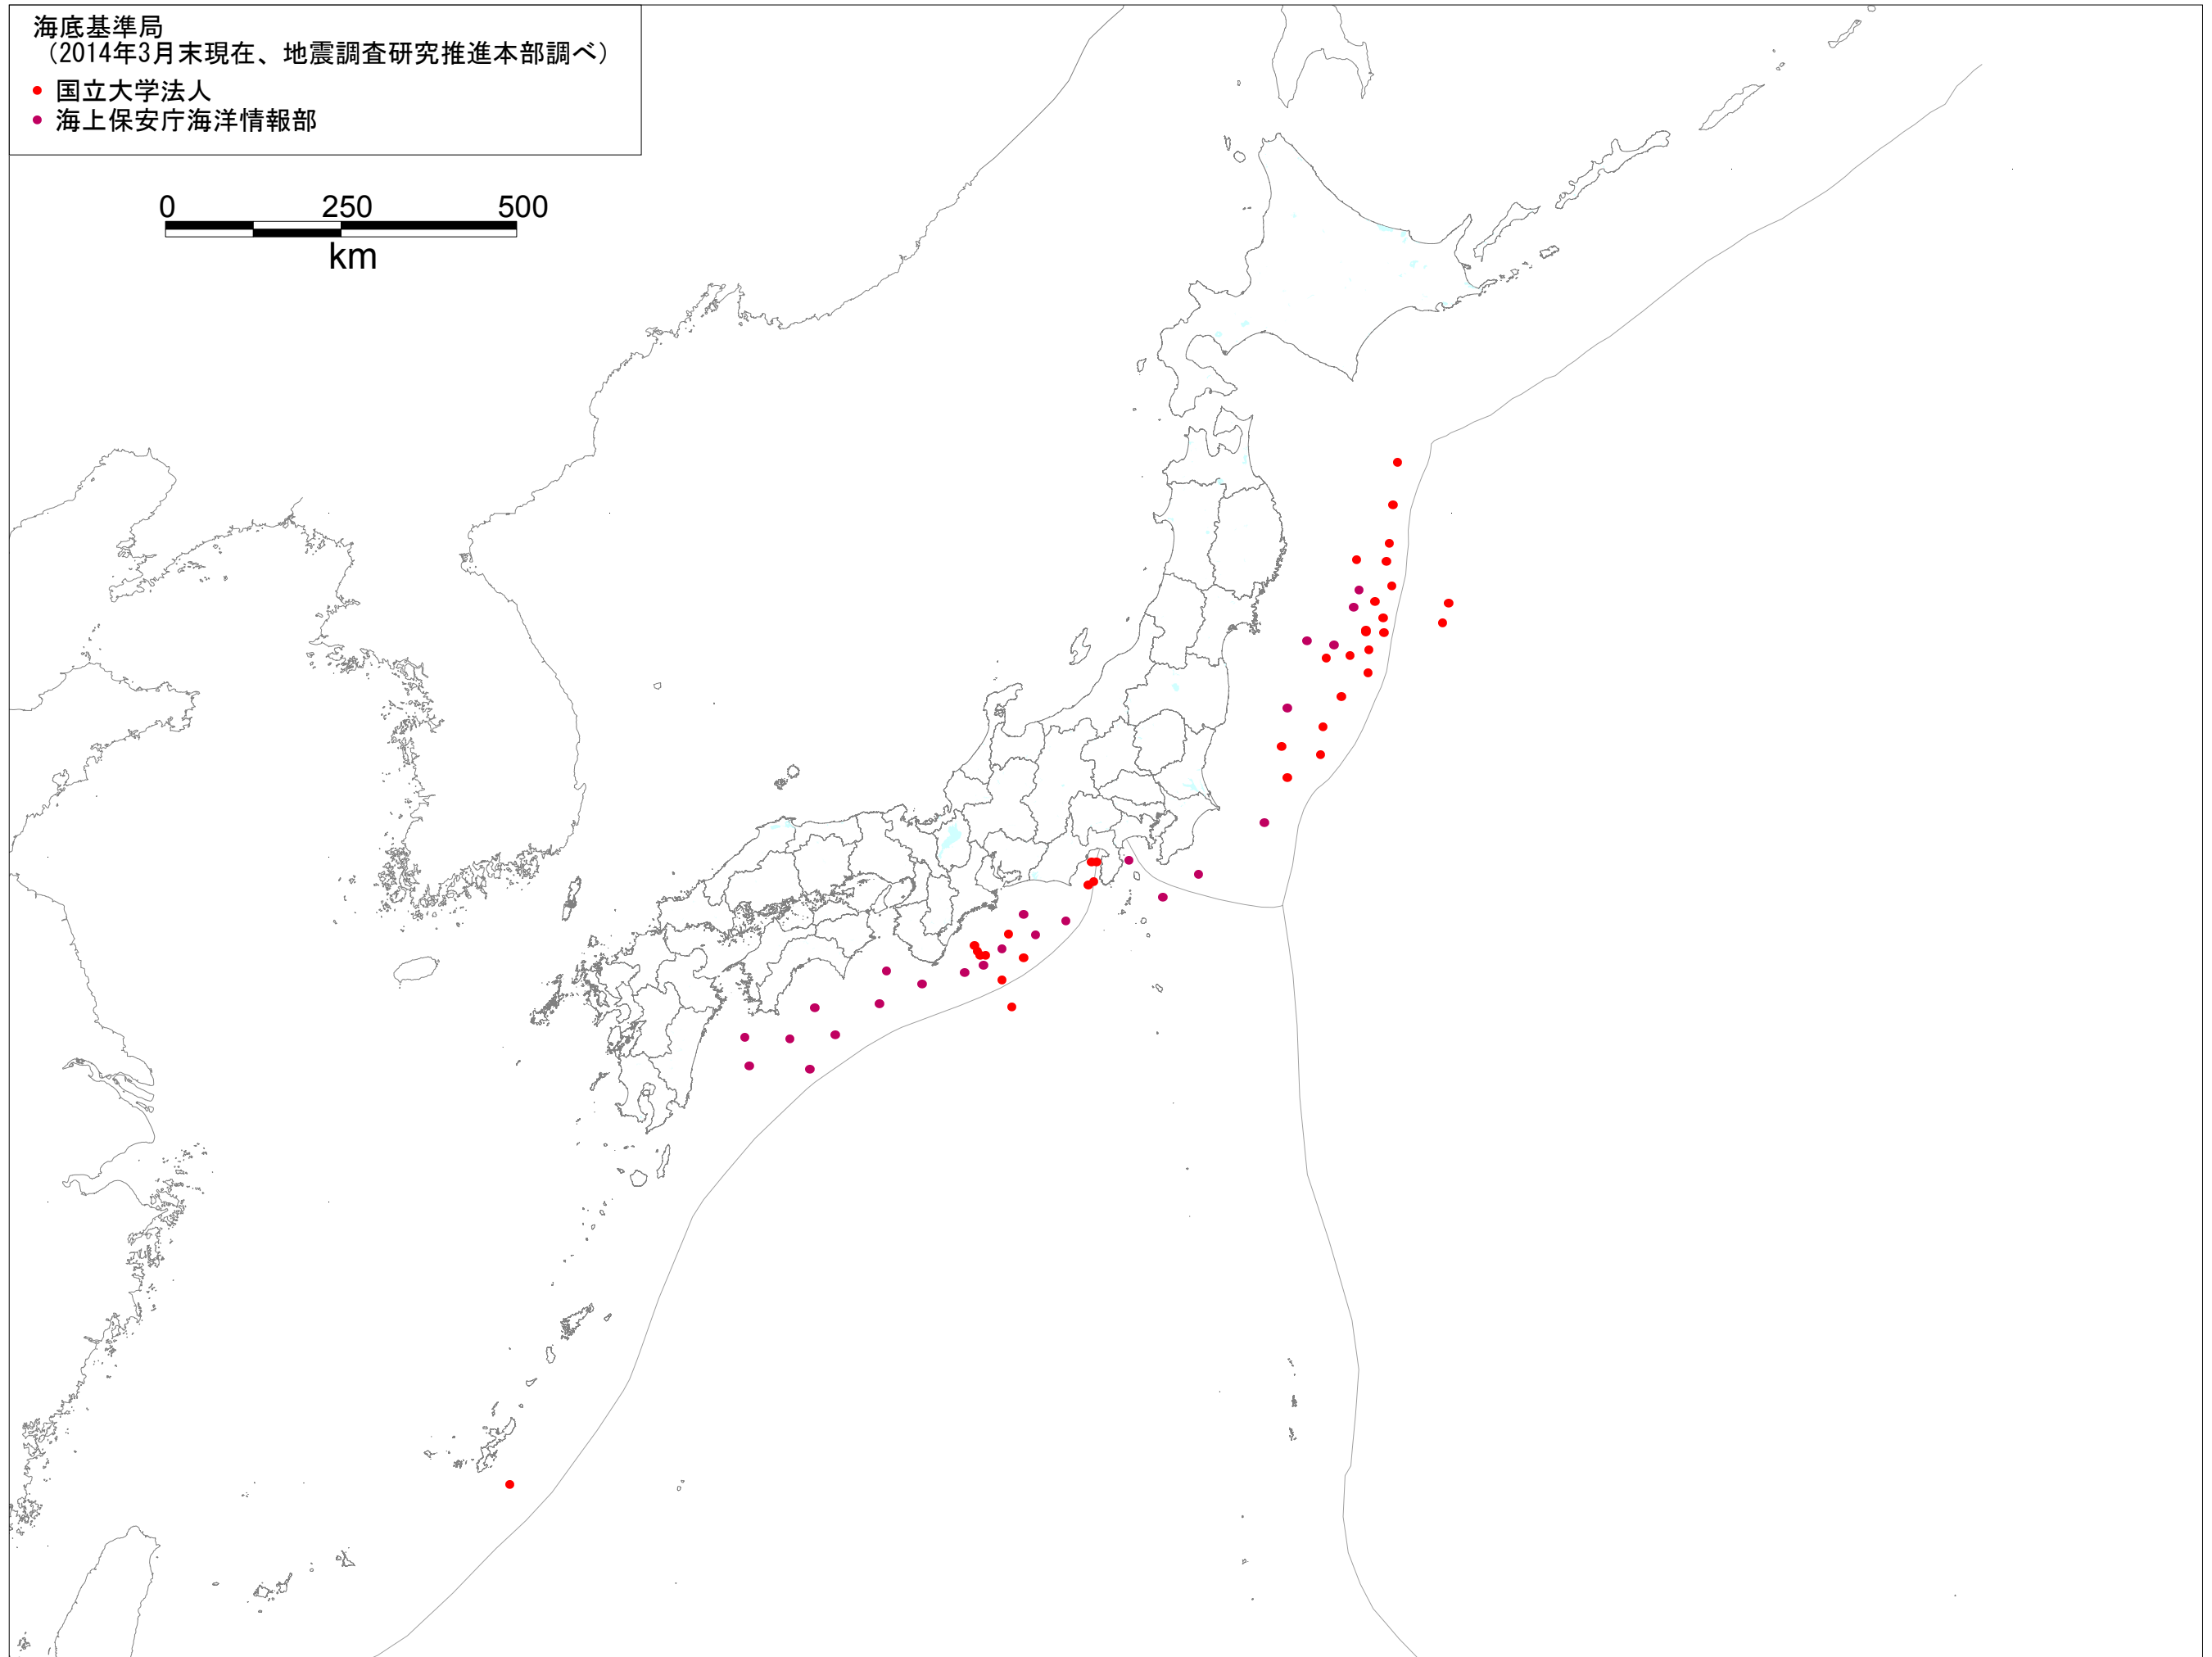 海底基準局
（2014年3月末現在、地震調査研究推進本部調べ）
国立大学法人
海上保安庁海洋情報部
0 250 500
km